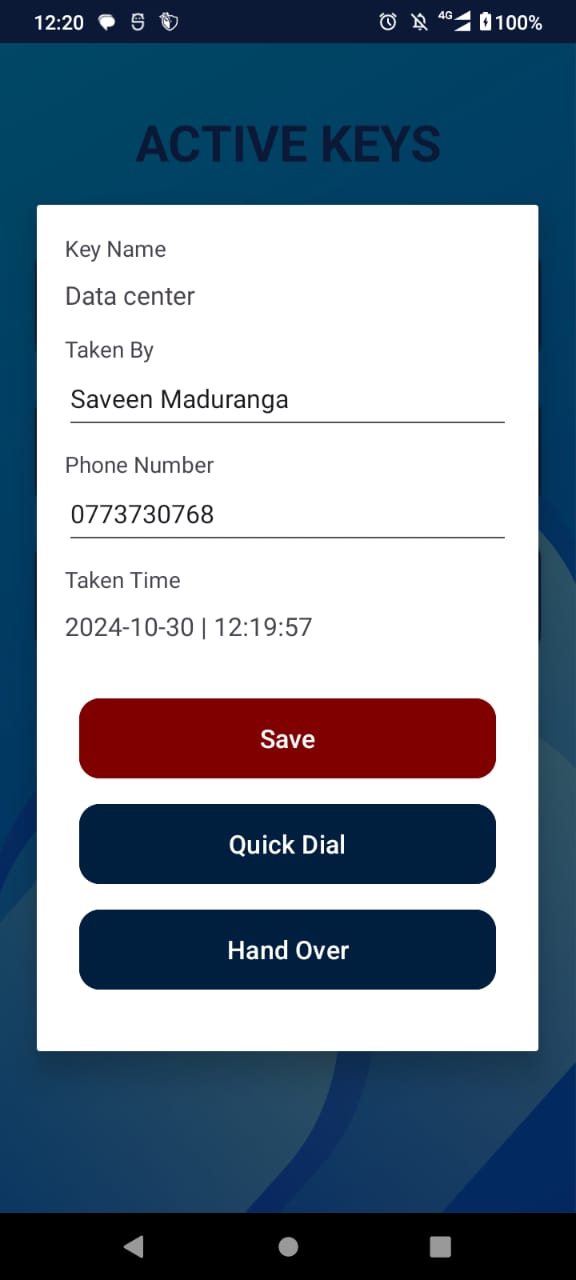 12:20
4G
100%
ACTIVE KEYS
Key Name
Data center
Taken By
Saveen Maduranga
Phone Number
0773730768
Taken Time
2024-10-30 | 12:19:57
Save
Quick Dial
Hand Over